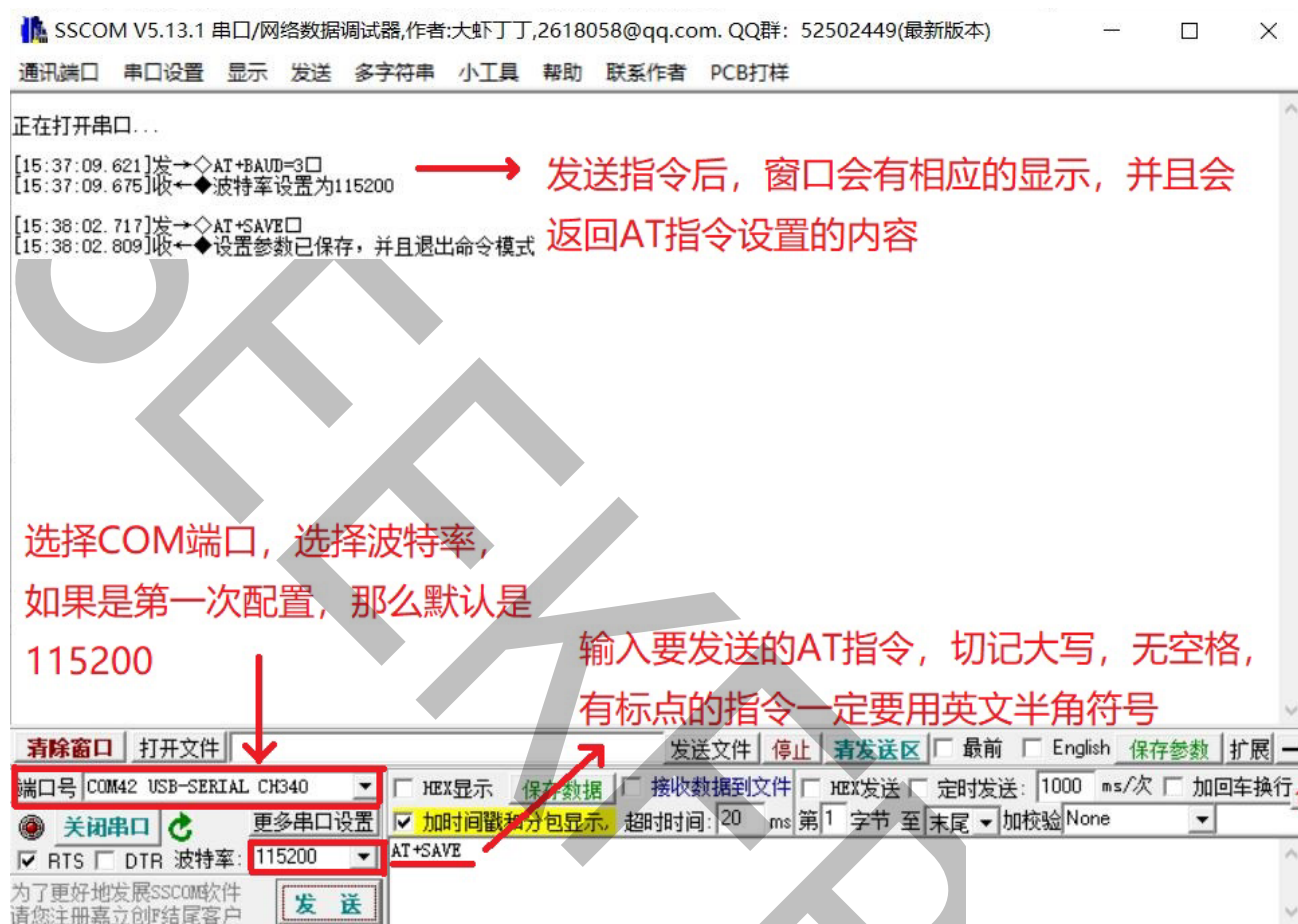 SSCOM V5.13.1 串口/网络数据调试器,作者:大虾丁丁,2618058@qq.com. QQ群: 52502449(最新版本)
通讯端口 串口设置 显示 发送 多字符串 小工具 帮助 联系作者 PCB打样
正在打开串口...
[15:37:09.621]发→◇AT+BAUD=3□
[15:37:09.675]收←◆波特率设置为115200
发送指令后，窗口会有相应的显示，并且会
返回AT指令设置的内容
[15:38:02.717]发→◇AT+SAVE□
[15:38:02.809]收←◆设置参数已保存，并且退出命令模式
SEEKFR
选择COM端口，选择波特率，
如果是第一次配置，那么默认是
115200
输入要发送的AT指令，切记大写，无空格，
有标点的指令一定要用英文半角符号
清除窗口 打开文件 发送文件 停止 清发送区 最前 English 保存参数 扩展 —
端口号 COM42 USB-SERIAL CH340 HEX显示 保存数据 接收数据到文件 HEX发送 定时发送: 1000 ms/次 加回车换行
关闭串口 更多串口设置 加时间戳和分包显示, 超时时间: 20 ms 第1 字节 至 末尾 加校验 None
RTS DTR 波特率: 115200 AT+SAVE
为了更好地发展SSCOM软件
请您注册嘉立创F结尾客户
发 送